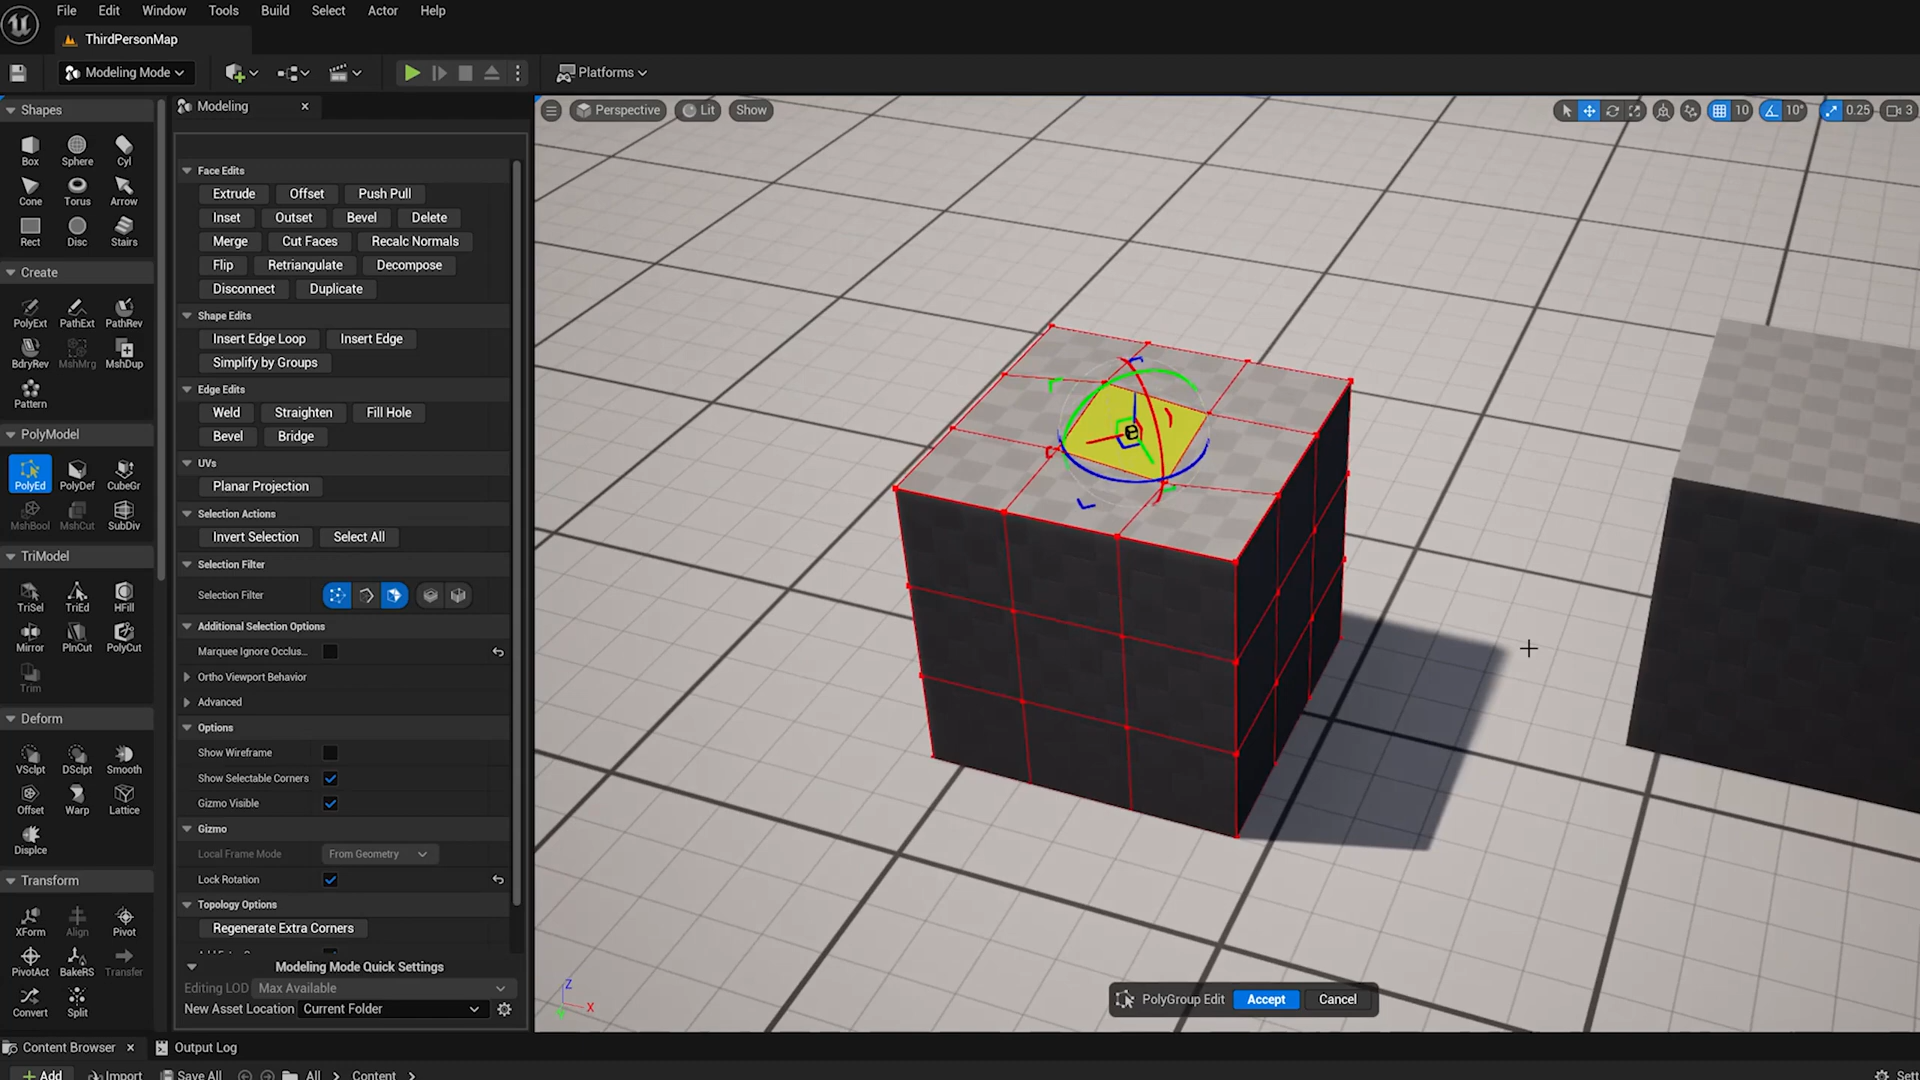 File Edit Window Tools Build Select Actor Help
ThirdPersonMap
Modeling Mode Platforms
Shapes
Box Sphere Cyl
Cone Torus Arrow
Rect Disc Stairs
Create
PolyExt PathExt PathRev
BdryRev MshMrg MshDup
Pattern
PolyModel
PolyEd PolyDef CubeGr
MshBool MshCut SubDiv
TriModel
TriSel TriEd HFill
Mirror PlnCut PolyCut
Trim
Deform
VSclpt DSclpt Smooth
Offset Warp Lattice
Displce
Transform
XForm Align Pivot
PivotAct BakeRS Transfer
Convert Split
Modeling
Face Edits
Extrude Offset Push Pull
Inset Outset Bevel Delete
Merge Cut Faces Recalc Normals
Flip Retriangulate Decompose
Disconnect Duplicate
Shape Edits
Insert Edge Loop Insert Edge
Simplify by Groups
Edge Edits
Weld Straighten Fill Hole
Bevel Bridge
UVs
Planar Projection
Selection Actions
Invert Selection Select All
Selection Filter
Selection Filter
Additional Selection Options
Marquee Ignore Occlus...
Ortho Viewport Behavior
Advanced
Options
Show Wireframe
Show Selectable Corners
Gizmo Visible
Gizmo
Local Frame Mode From Geometry
Lock Rotation
Topology Options
Regenerate Extra Corners
Modeling Mode Quick Settings
Editing LOD Max Available
New Asset Location Current Folder
Perspective Lit Show 10 10° 0.25 3
Z
X
PolyGroup Edit Accept Cancel
Content Browser Output Log
Add Import Save All All Content Sett